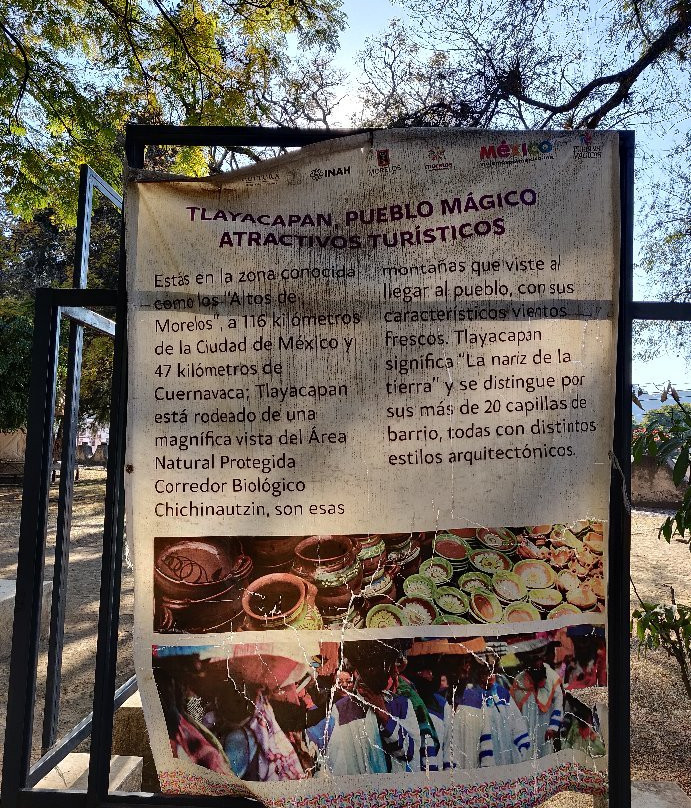 INAH
MORELOS
México
TLAYACAPAN, PUEBLO MÁGICO
ATRACTIVOS TURÍSTICOS
Estás en la zona conocida
como los "Altos de
Morelos", a 116 kilómetros
de la Ciudad de México y
47 kilómetros de
Cuernavaca; Tlayacapan
está rodeado de una
magnífica vista del Área
Natural Protegida
Corredor Biológico
Chichinautzin, son esas
montañas que viste al
llegar al pueblo, con sus
característicos vientos
frescos. Tlayacapan
significa "La nariz de la
tierra" y se distingue por
sus más de 20 capillas de
barrio, todas con distintos
estilos arquitectónicos.